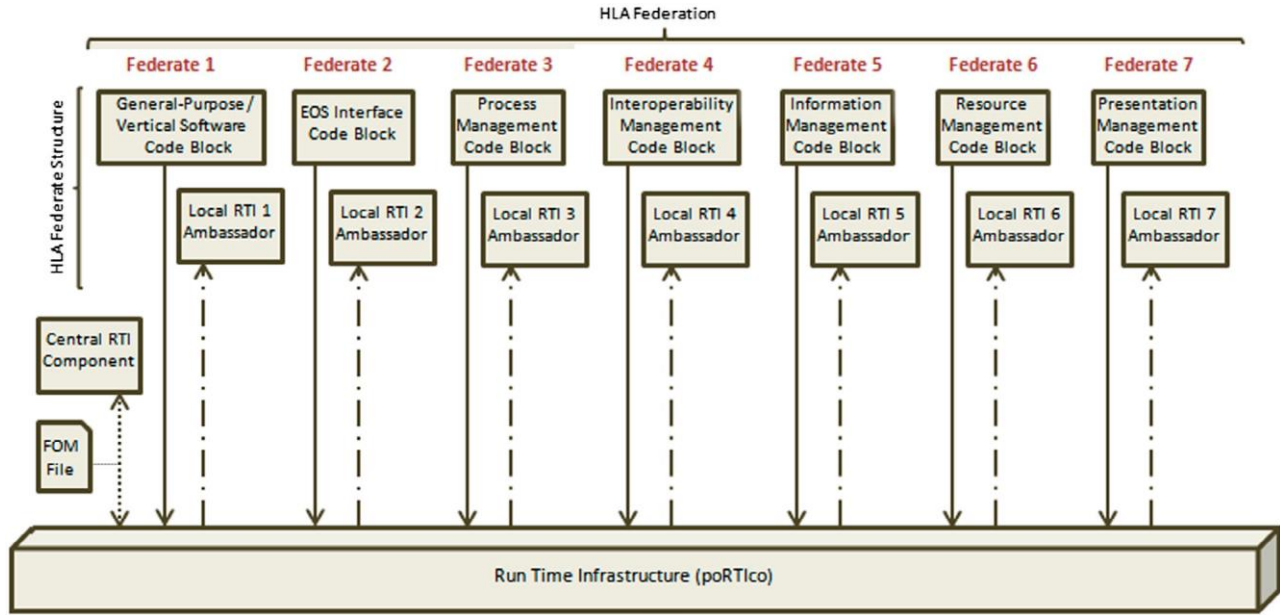 HLA Federation
Federate 1
Federate 2
Federate 3
Federate 4
Federate 5
Federate 6
Federate 7
HLA Federate Structure
General-Purpose/
Vertical Software
Code Block
EOS Interface
Code Block
Process
Management
Code Block
Interoperability
Management
Code Block
Information
Management
Code Block
Resource
Management
Code Block
Presentation
Management
Code Block
Local RTI 1
Ambassador
Local RTI 2
Ambassador
Local RTI 3
Ambassador
Local RTI 4
Ambassador
Local RTI 5
Ambassador
Local RTI 6
Ambassador
Local RTI 7
Ambassador
Central RTI
Component
FOM
File
Run Time Infrastructure (poRTIco)